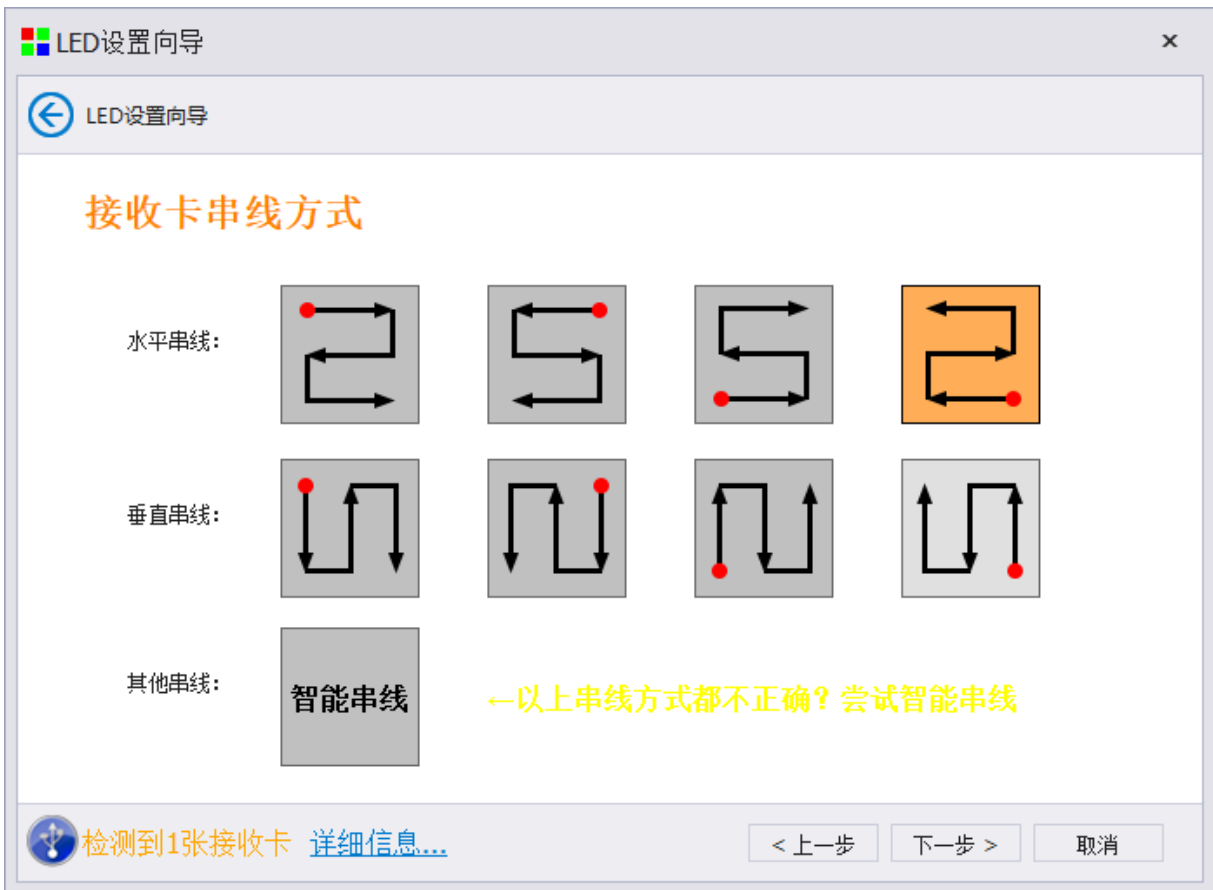 LED设置向导
LED设置向导
接收卡串线方式
水平串线：
垂直串线：
其他串线：
智能串线
←以上串线方式都不正确？尝试智能串线
检测到1张接收卡 详细信息...
< 上一步 下一步 > 取消